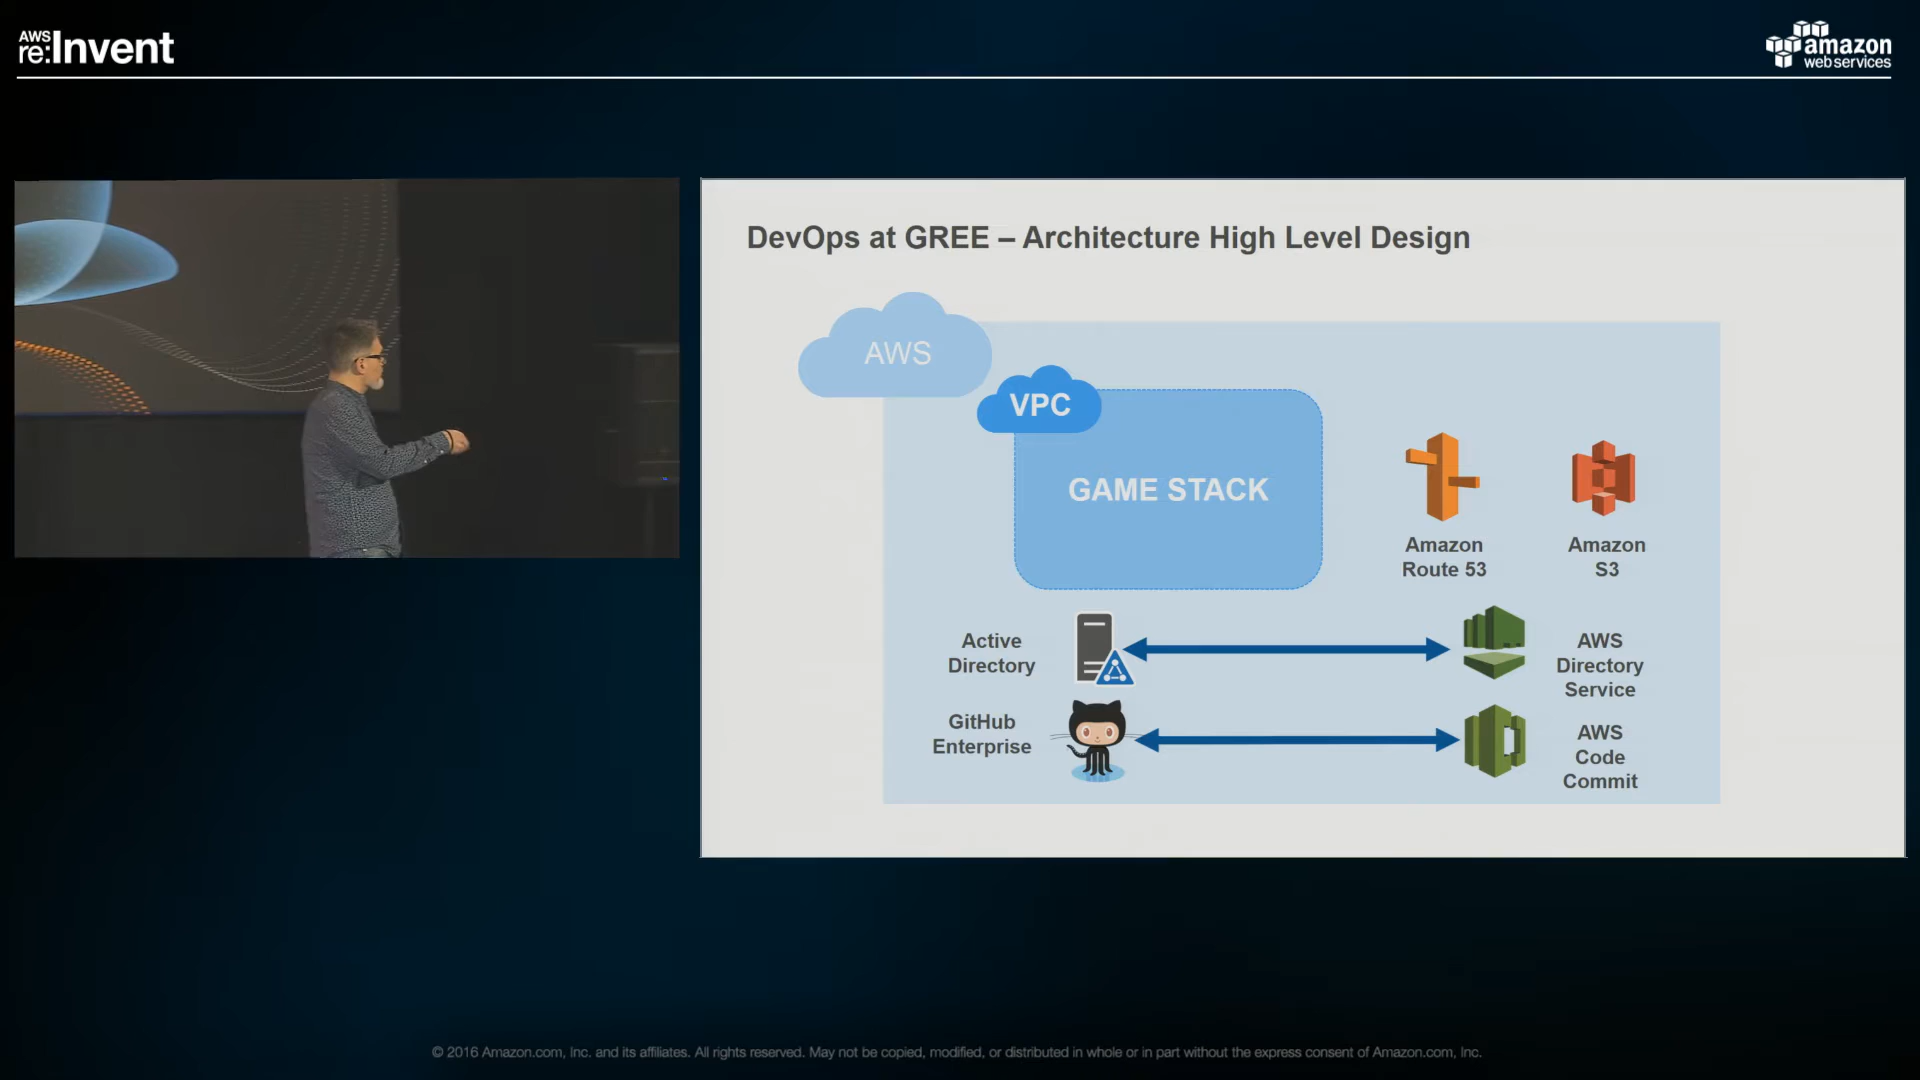 AWS
re:Invent
amazon
webservices
DevOps at GREE – Architecture High Level Design
AWS
VPC
GAME STACK
Amazon
Route 53
Amazon
S3
Active
Directory
AWS
Directory
Service
GitHub
Enterprise
AWS
Code
Commit
© 2016 Amazon.com, Inc. and its affiliates. All rights reserved. May not be copied, modified, or distributed in whole or in part without the express consent of Amazon.com, Inc.